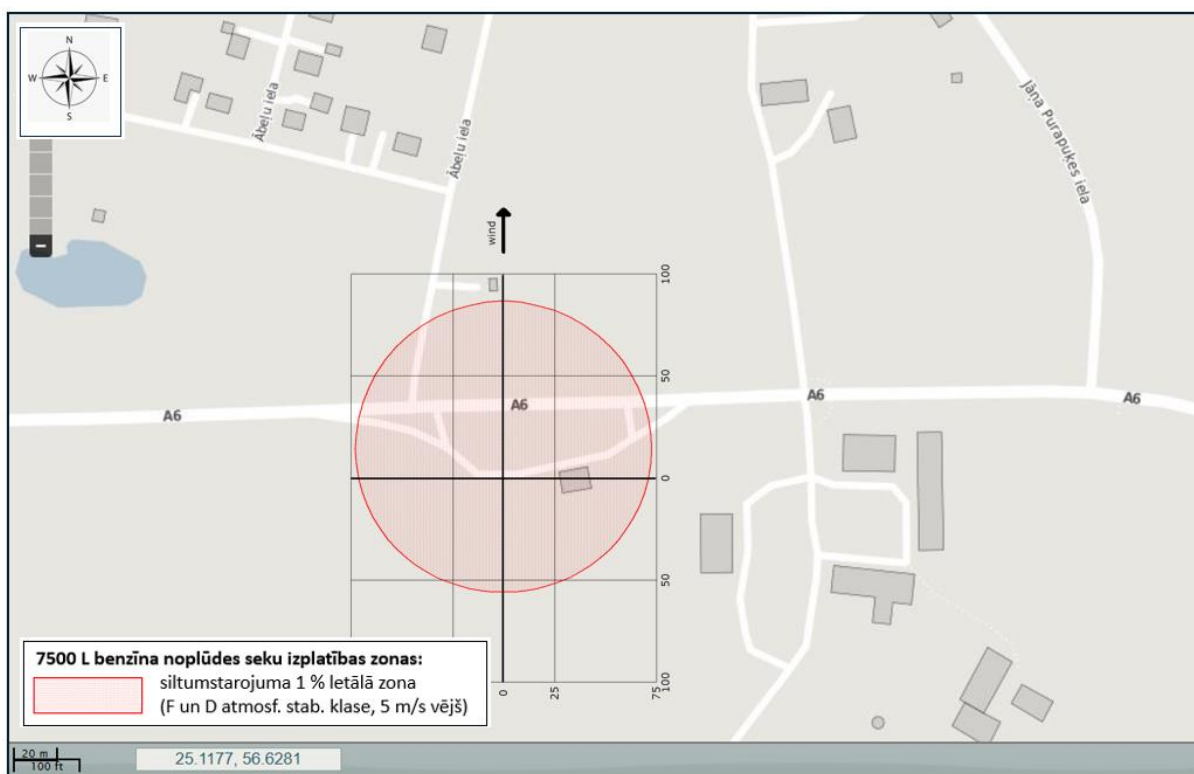 N
W E
S
Ābeļu iela
Ābeļu iela
Jāņa Purapuķes iela
wind
100
50
A6
A6
A6
A6
0
50
100
0
25
75
7500 L benzīna noplūdes seku izplatības zonas:
siltumstarojuma 1 % letālā zona
(F un D atmosf. stab. klase, 5 m/s vējš)
20 m
100 ft
25.1177, 56.6281